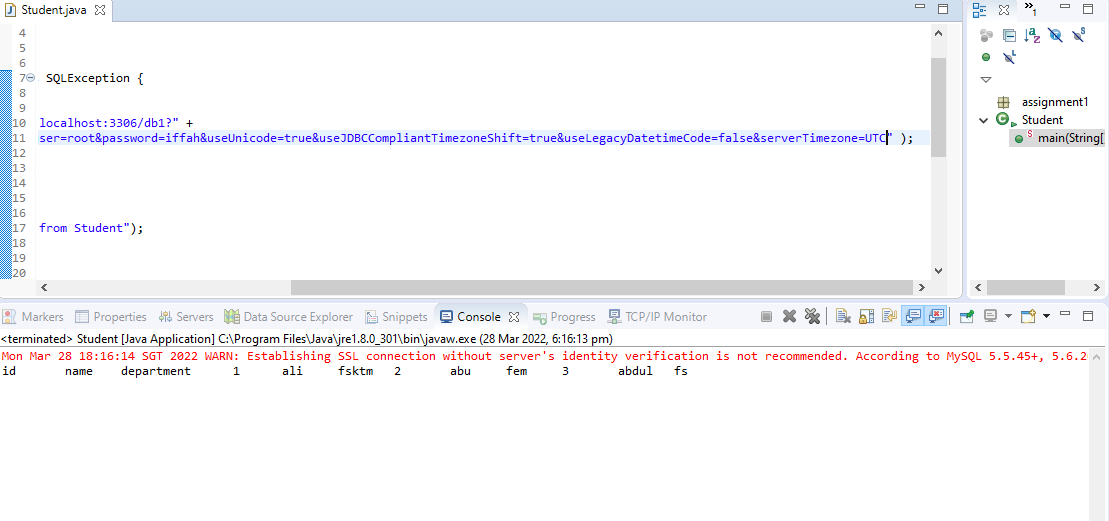 Student.java
1
4
5
6
7 SQLException {
8
9
10 localhost:3306/db1?" +
11 ser=root&password=iffah&useUnicode=true&useJDBCCompliantTimezoneShift=true&useLegacyDatetimeCode=false&serverTimezone=UTC" );
12
13
14
15
16
17 from Student");
18
19
20
assignment1
Student
S main(String[
Markers Properties Servers Data Source Explorer Snippets Console Progress TCP/IP Monitor
<terminated> Student [Java Application] C:\Program Files\Java\jre1.8.0_301\bin\javaw.exe (28 Mar 2022, 6:16:13 pm)
Mon Mar 28 18:16:14 SGT 2022 WARN: Establishing SSL connection without server's identity verification is not recommended. According to MySQL 5.5.45+, 5.6.2
id name department 1 ali fsktm 2 abu fem 3 abdul fs